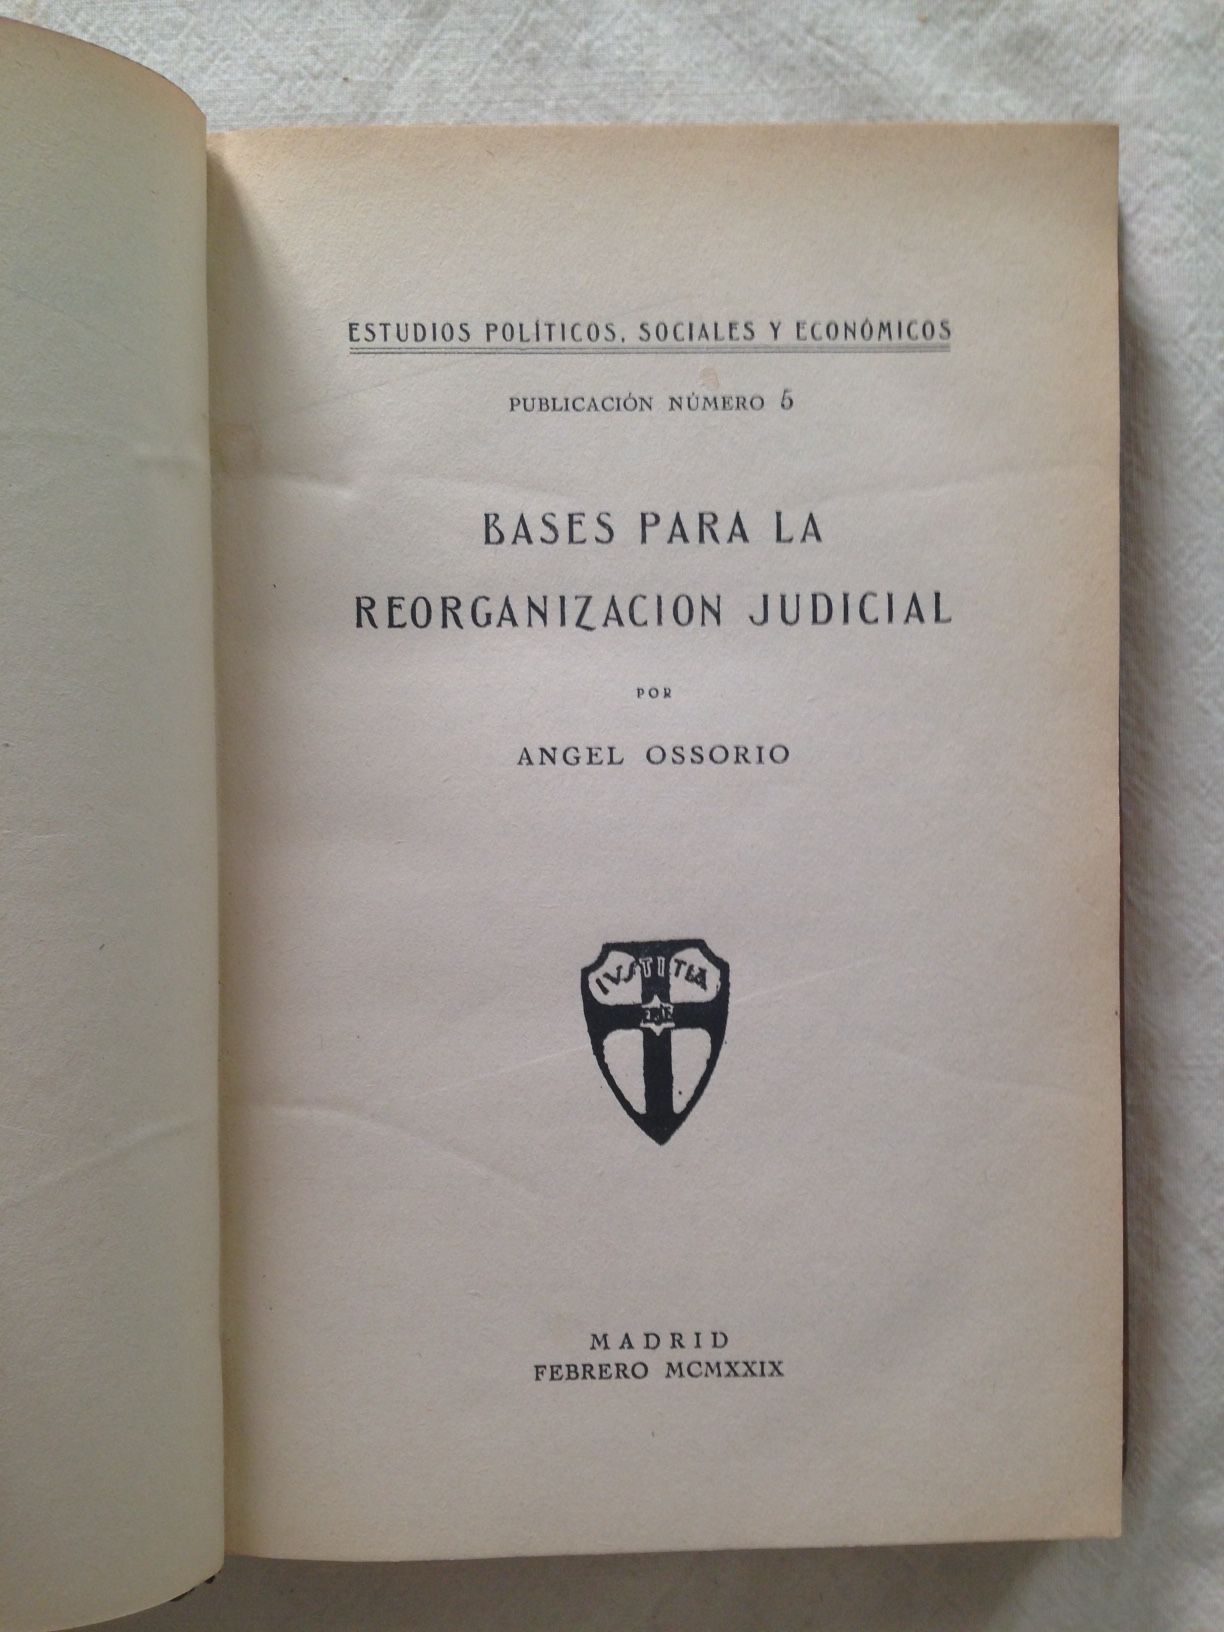 ESTUDIOS POLÍTICOS, SOCIALES Y ECONÓMICOS
PUBLICACIÓN NÚMERO 5
BASES PARA LA
REORGANIZACION JUDICIAL
POR
ANGEL OSSORIO
IVSTITIA
MADRID
FEBRERO MCMXXIX